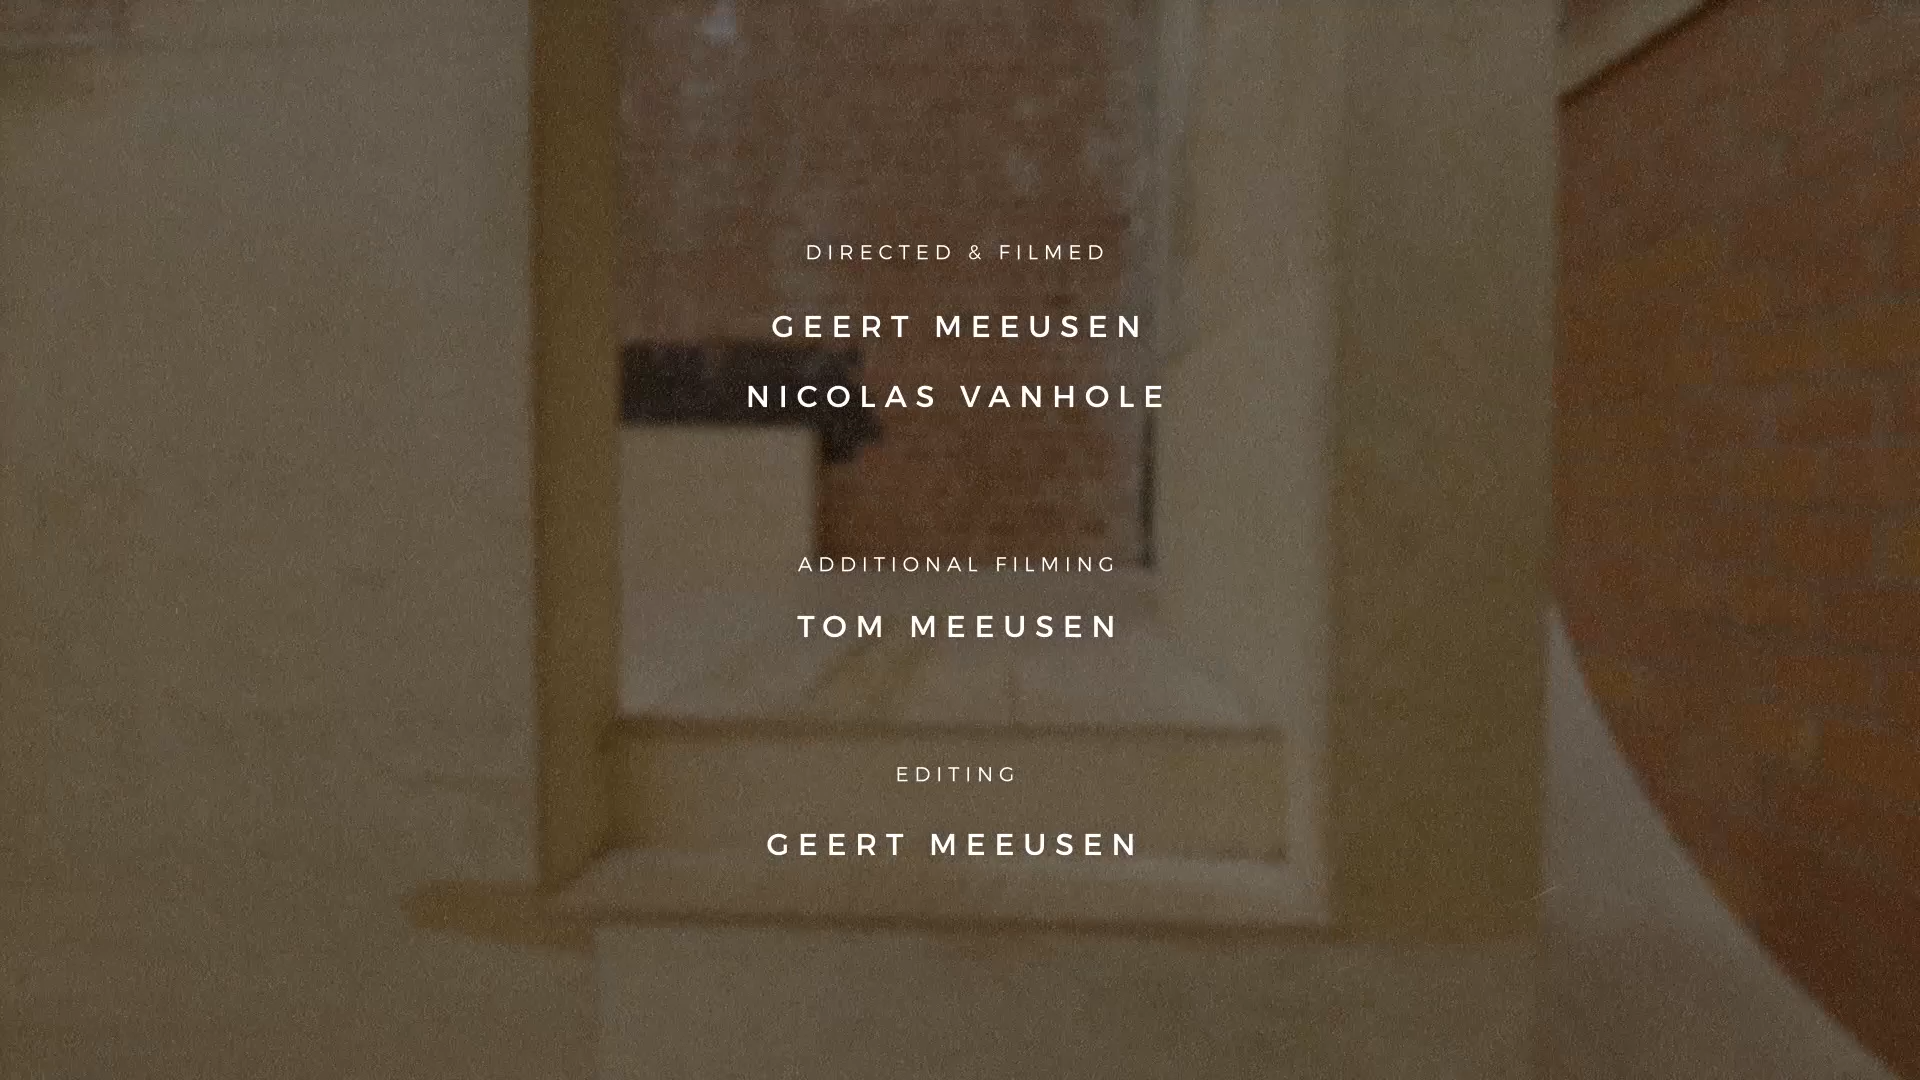 DIRECTED & FILMED
GEERT MEEUSEN
NICOLAS VANHOLE
ADDITIONAL FILMING
TOM MEEUSEN
EDITING
GEERT MEEUSEN